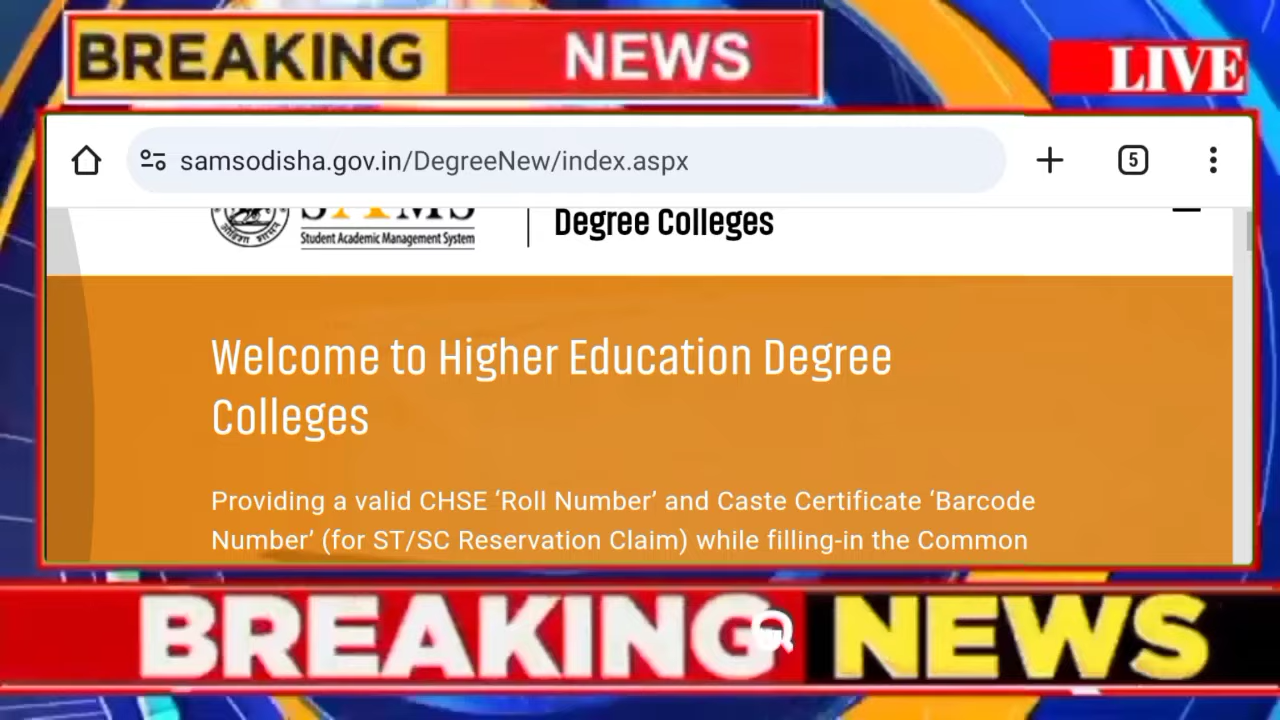 BREAKING NEWS
LIVE
samsodisha.gov.in/DegreeNew/index.aspx
5
SAMS
Student Academic Management System
Degree Colleges
Welcome to Higher Education Degree
Colleges
Providing a valid CHSE ‘Roll Number’ and Caste Certificate ‘Barcode
Number’ (for ST/SC Reservation Claim) while filling-in the Common
BREAKING NEWS